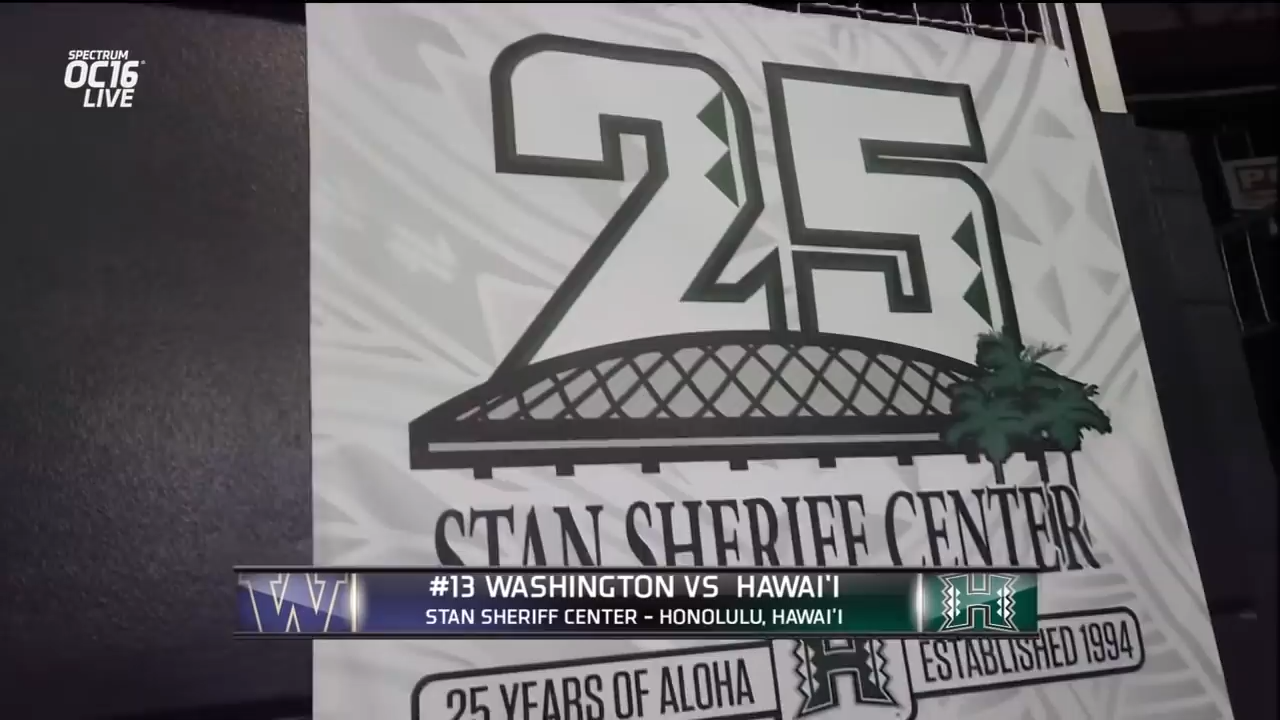 SPECTRUM
OC16
LIVE
25
STAN SHERIFF CENTER
#13 WASHINGTON VS HAWAI'I
STAN SHERIFF CENTER – HONOLULU, HAWAI'I
W
H
25 YEARS OF ALOHA
H
ESTABLISHED 1994